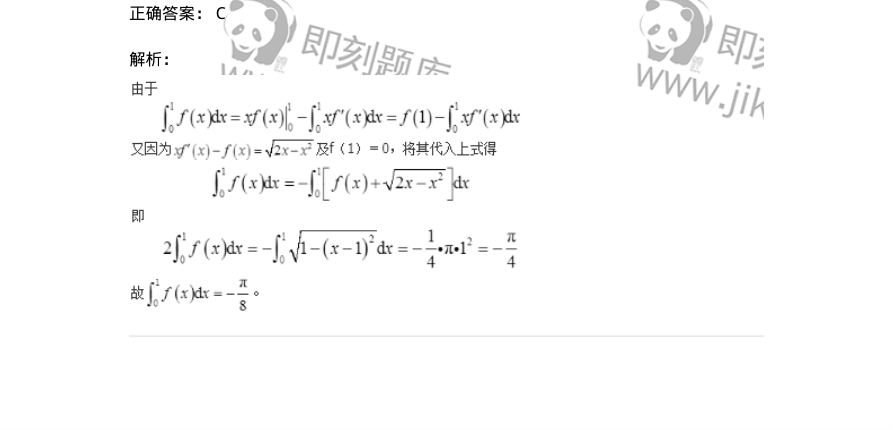 正确答案： C
即刻题库
即刻
www.jik
解析：
由于
∫₀¹ f(x)dx = xf(x)|₀¹ −∫₀¹ xf′(x)dx = f(1)−∫₀¹ xf′(x)dx
又因为 xf′(x)−f(x)=√(2x−x²) 及f（1）=0，将其代入上式得
∫₀¹ f(x)dx = −∫₀¹[f(x)+√(2x−x²)]dx
即
2∫₀¹ f(x)dx = −∫₀¹ √(1−(x−1)²) dx = −1/4•π•1² = −π/4
故∫₀¹ f(x)dx = −π/8。